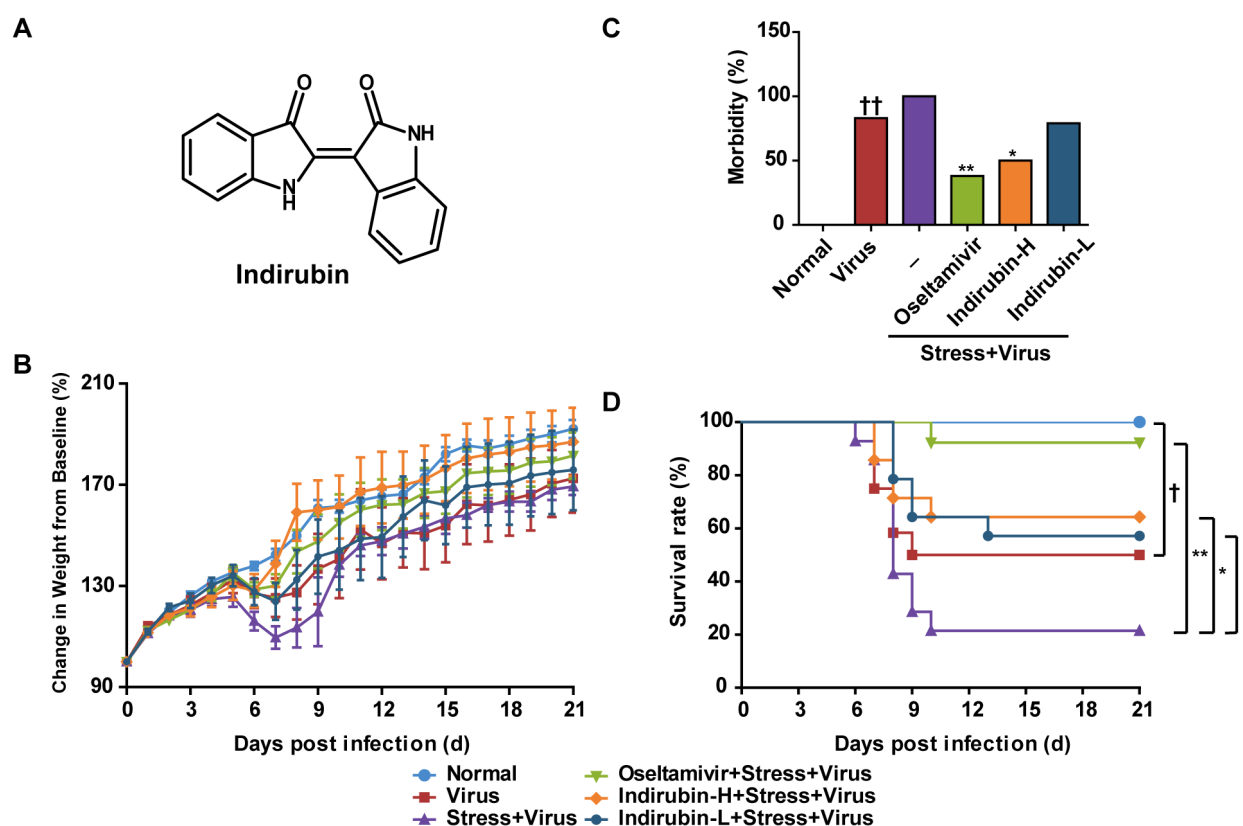 A
O
O
NH
N
H
Indirubin
C
Morbidity (%)
150
100
50
0
††
**
*
Normal
Virus
–
Oseltamivir
Indirubin-H
Indirubin-L
Stress+Virus
B
Change in Weight from Baseline (%)
210
170
130
90
0 3 6 9 12 15 18 21
Days post infection (d)
D
Survival rate (%)
100
80
60
40
20
0
0 3 6 9 12 15 18 21
Days post infection (d)
†
**
*
Normal
Virus
Stress+Virus
Oseltamivir+Stress+Virus
Indirubin-H+Stress+Virus
Indirubin-L+Stress+Virus